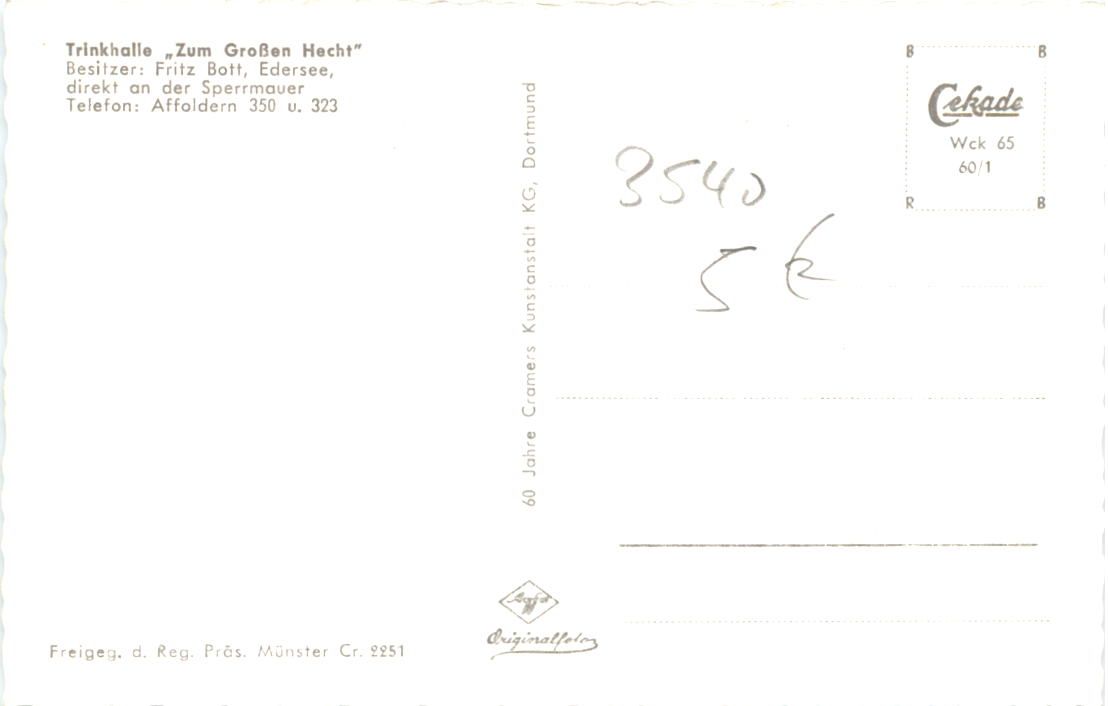 Trinkhalle „Zum Großen Hecht"
Besitzer: Fritz Bott, Edersee,
direkt an der Sperrmauer
Telefon: Affoldern 350 u. 323
60 Jahre Cramers Kunstanstalt KG, Dortmund
B B
Cekade
Wck 65
60/1
R B
3540
5 €
Agfa
Originalfoto
Freigeg. d. Reg. Präs. Münster Cr. 2251